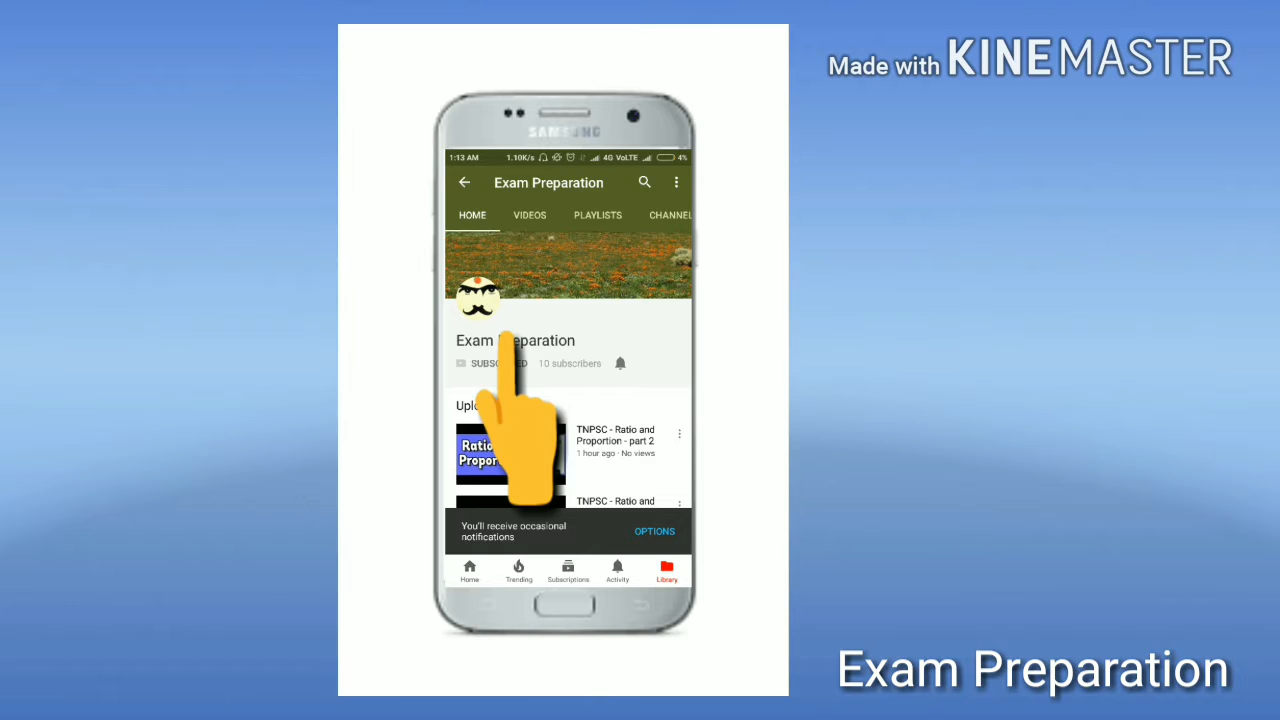 Made with KINEMASTER
SAMSUNG
1:13 AM 1.10K/s 4G VoLTE 4%
Exam Preparation
HOME VIDEOS PLAYLISTS CHANNEL
Exam Preparation
10 subscribers
TNPSC - Ratio and
Proportion - part 2
1 hour ago · No views
TNPSC - Ratio and
You'll receive occasional
notifications
OPTIONS
Home Trending Subscriptions Activity Library
Exam Preparation